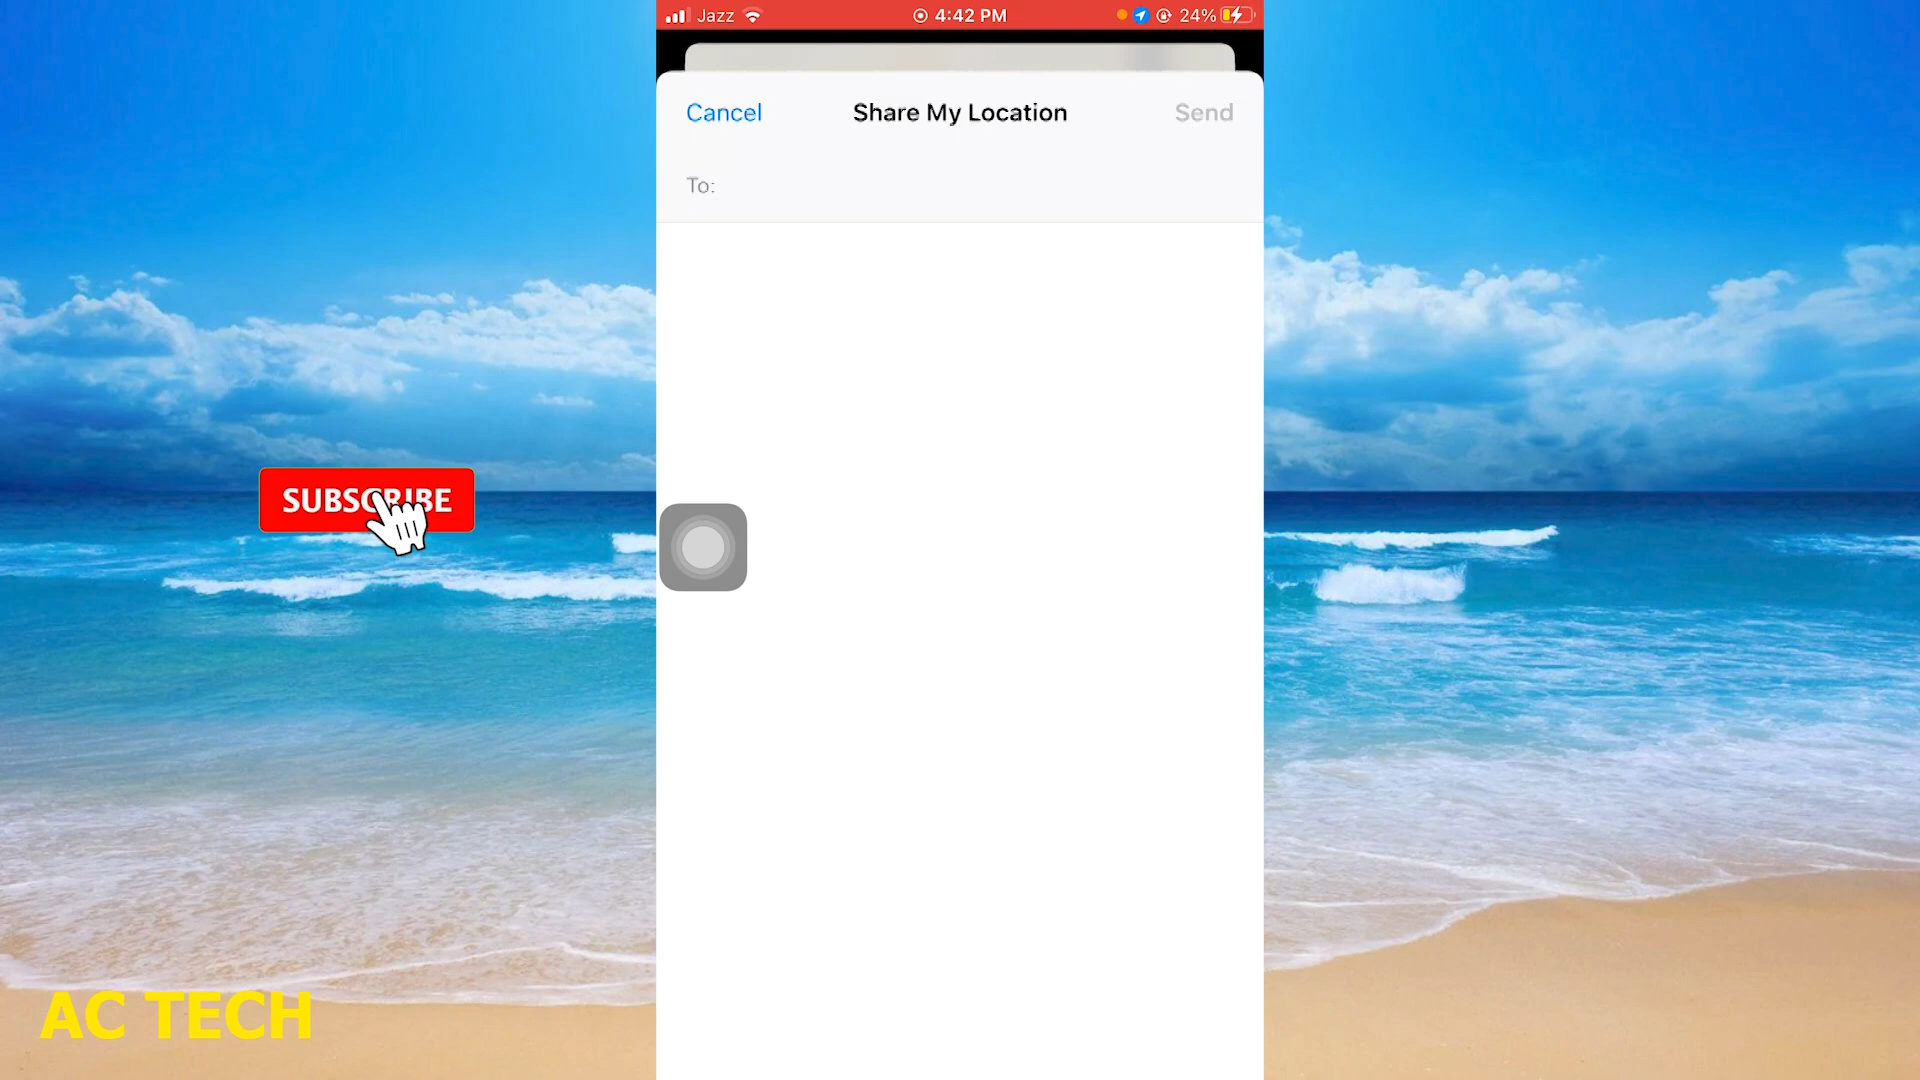 Jazz 4:42 PM 24%
Cancel Share My Location Send
To:
SUBSCRIBE
AC TECH